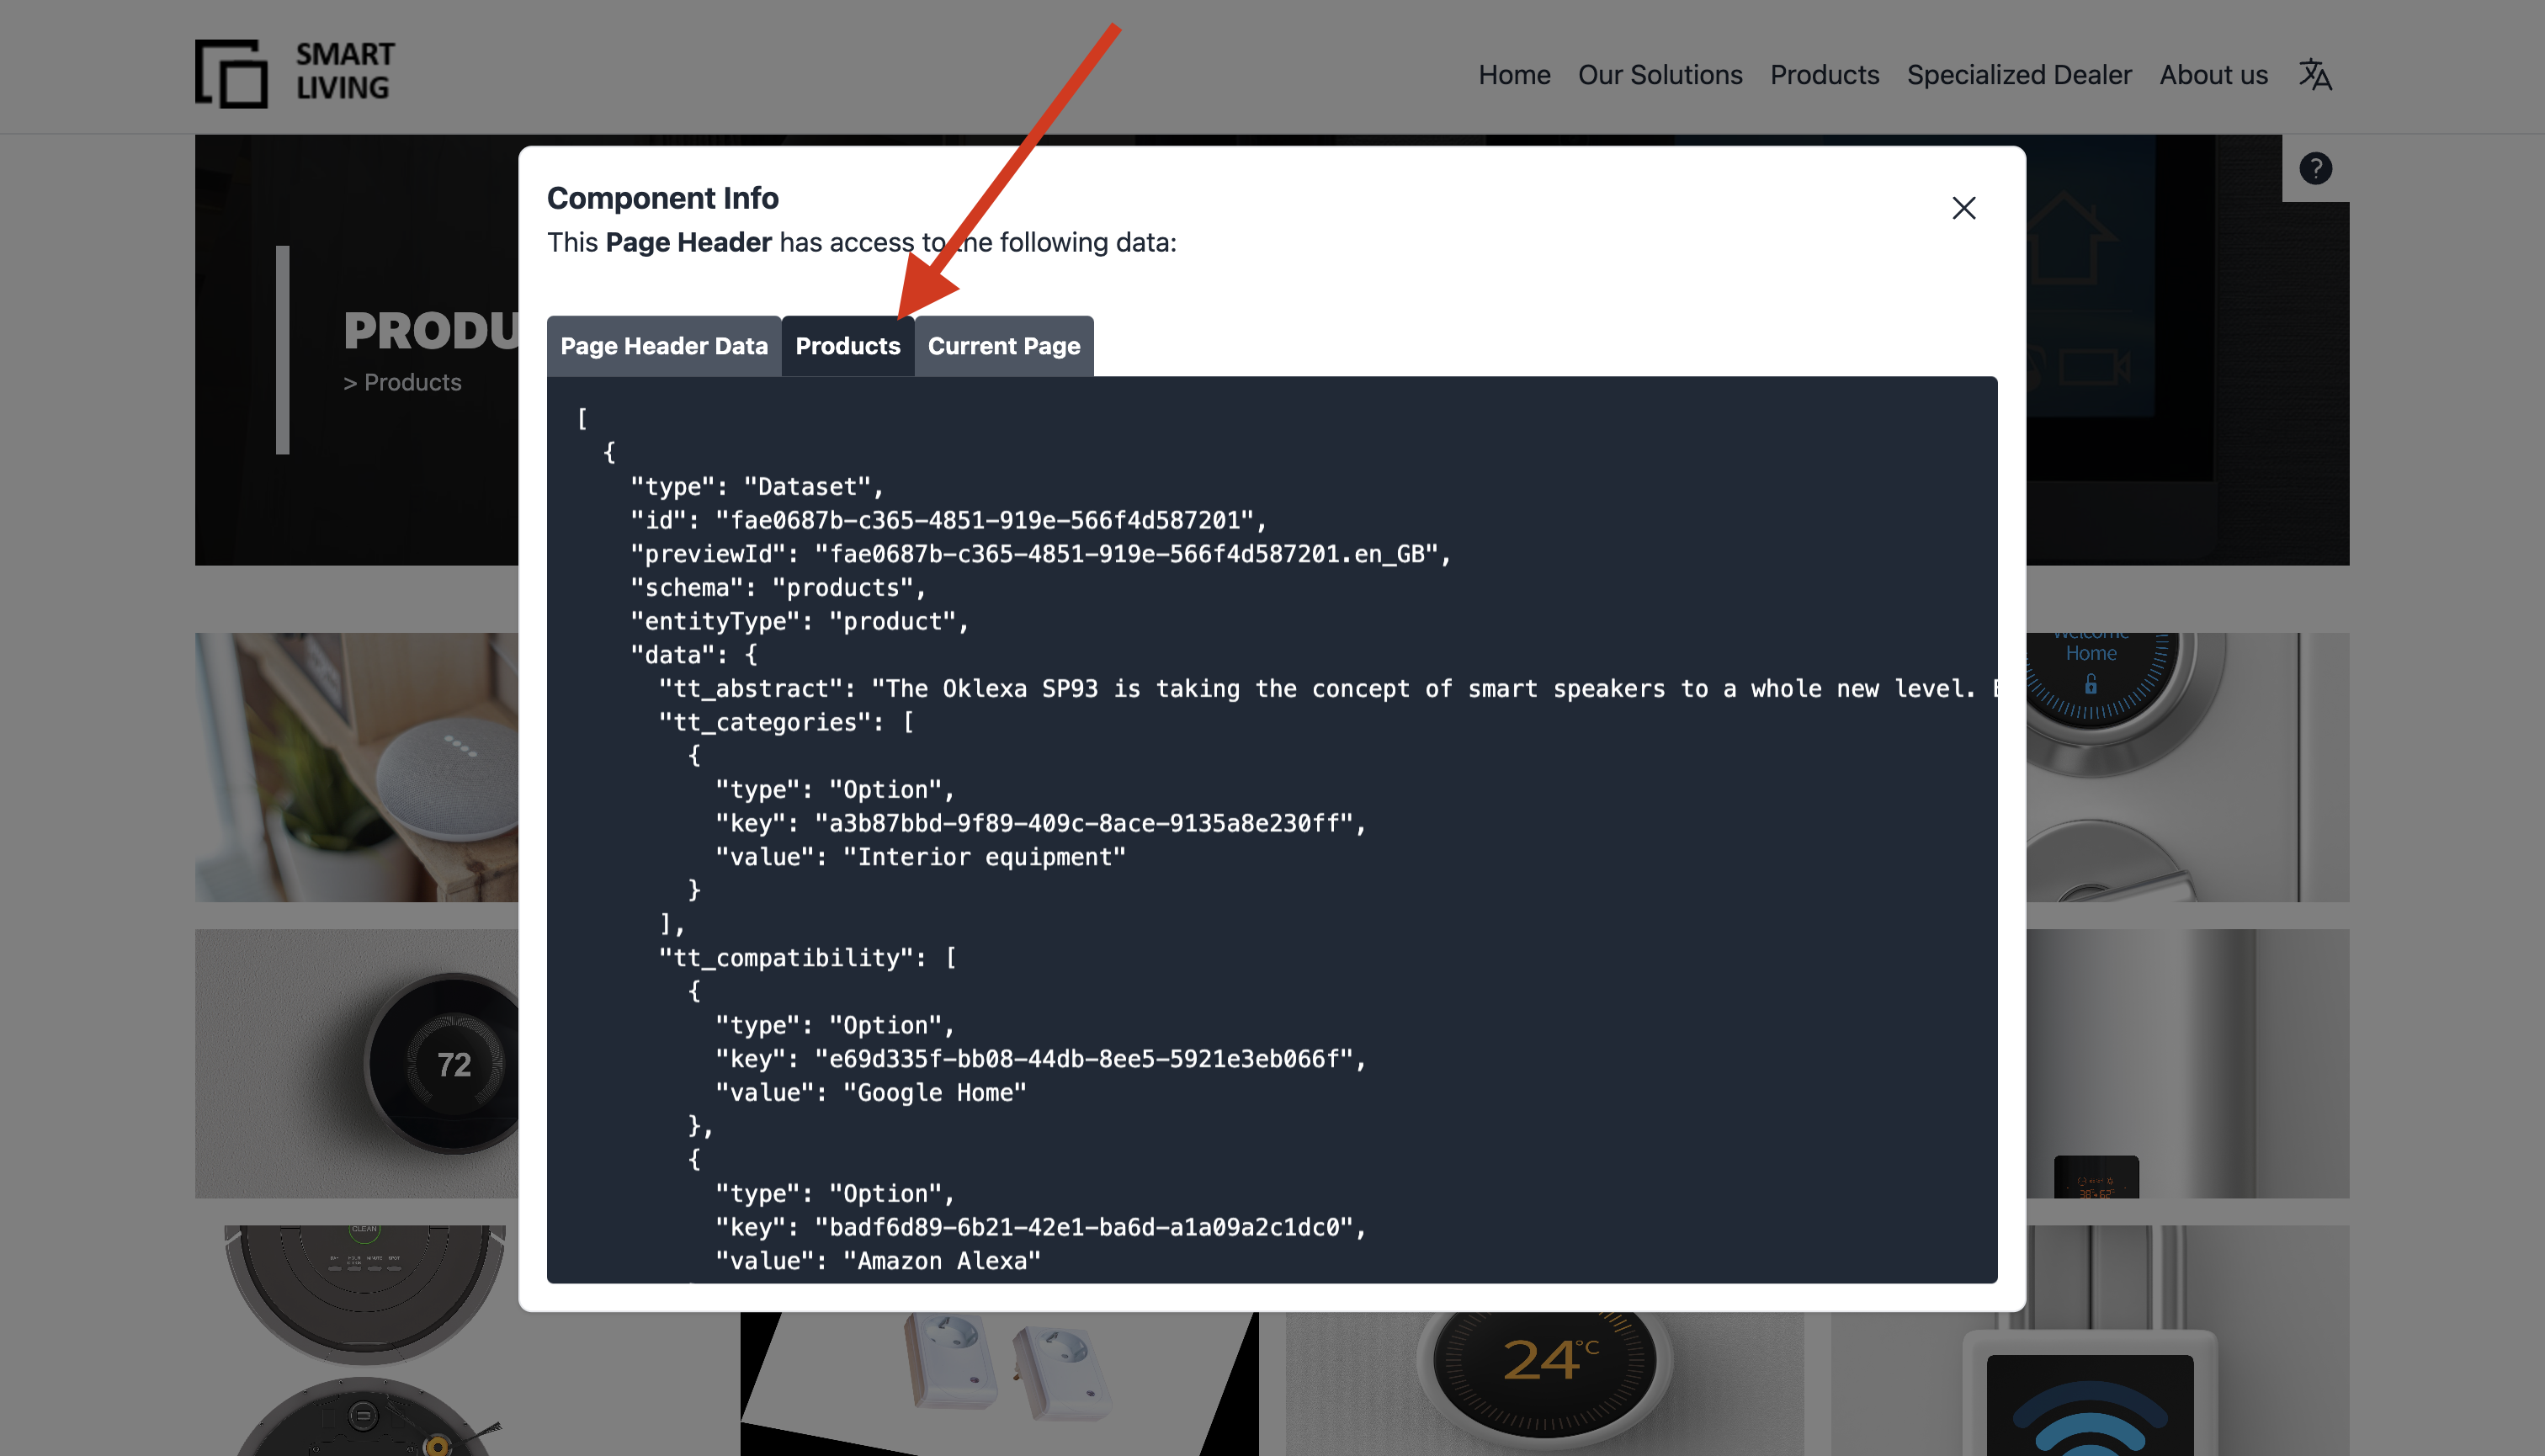 SMART
LIVING
Home Our Solutions Products Specialized Dealer About us
PRODU
> Products
Component Info
This Page Header has access to the following data:
Page Header Data Products Current Page
[
{
"type": "Dataset",
"id": "fae0687b-c365-4851-919e-566f4d587201",
"previewId": "fae0687b-c365-4851-919e-566f4d587201.en_GB",
"schema": "products",
"entityType": "product",
"data": {
"tt_abstract": "The Oklexa SP93 is taking the concept of smart speakers to a whole new level.
"tt_categories": [
{
"type": "Option",
"key": "a3b87bbd-9f89-409c-8ace-9135a8e230ff",
"value": "Interior equipment"
}
],
"tt_compatibility": [
{
"type": "Option",
"key": "e69d335f-bb08-44db-8ee5-5921e3eb066f",
"value": "Google Home"
},
{
"type": "Option",
"key": "badf6d89-6b21-42e1-ba6d-a1a09a2c1dc0",
"value": "Amazon Alexa"
?
Welcome
Home
72
CLEAN
24°C